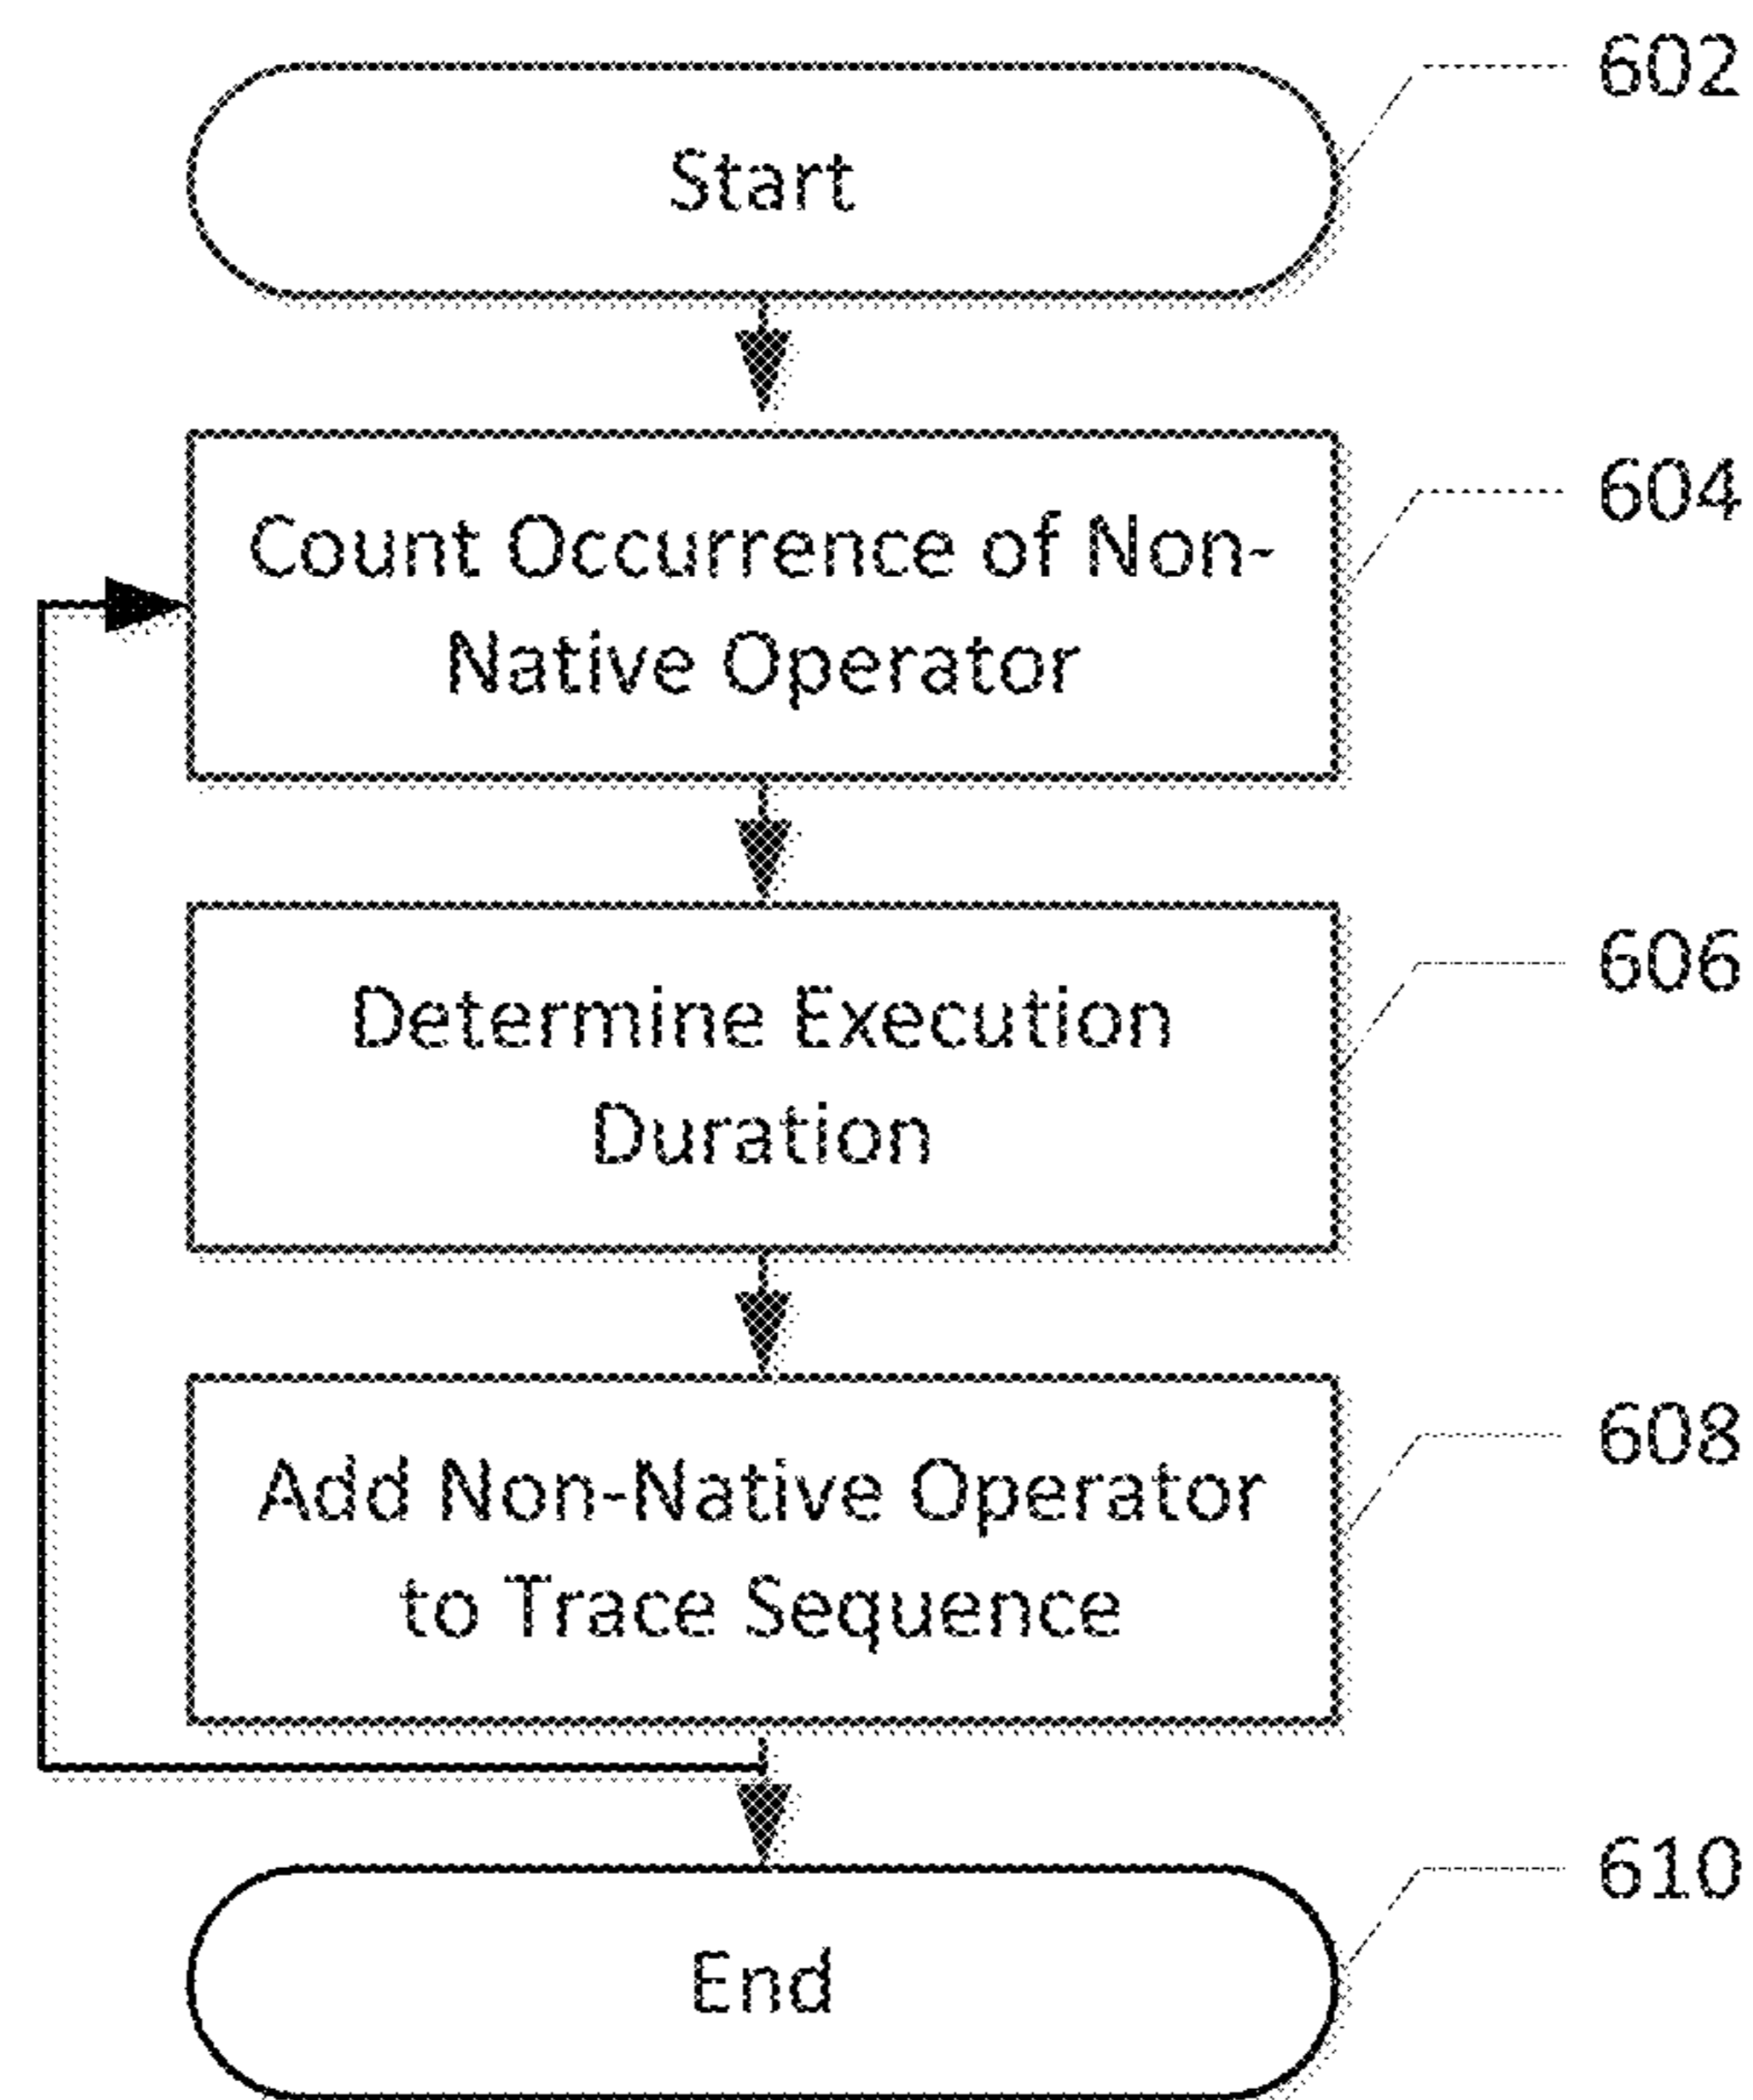 602
Start
604
Count Occurrence of Non-
Native Operator
606
Determine Execution
Duration
608
Add Non-Native Operator
to Trace Sequence
610
End